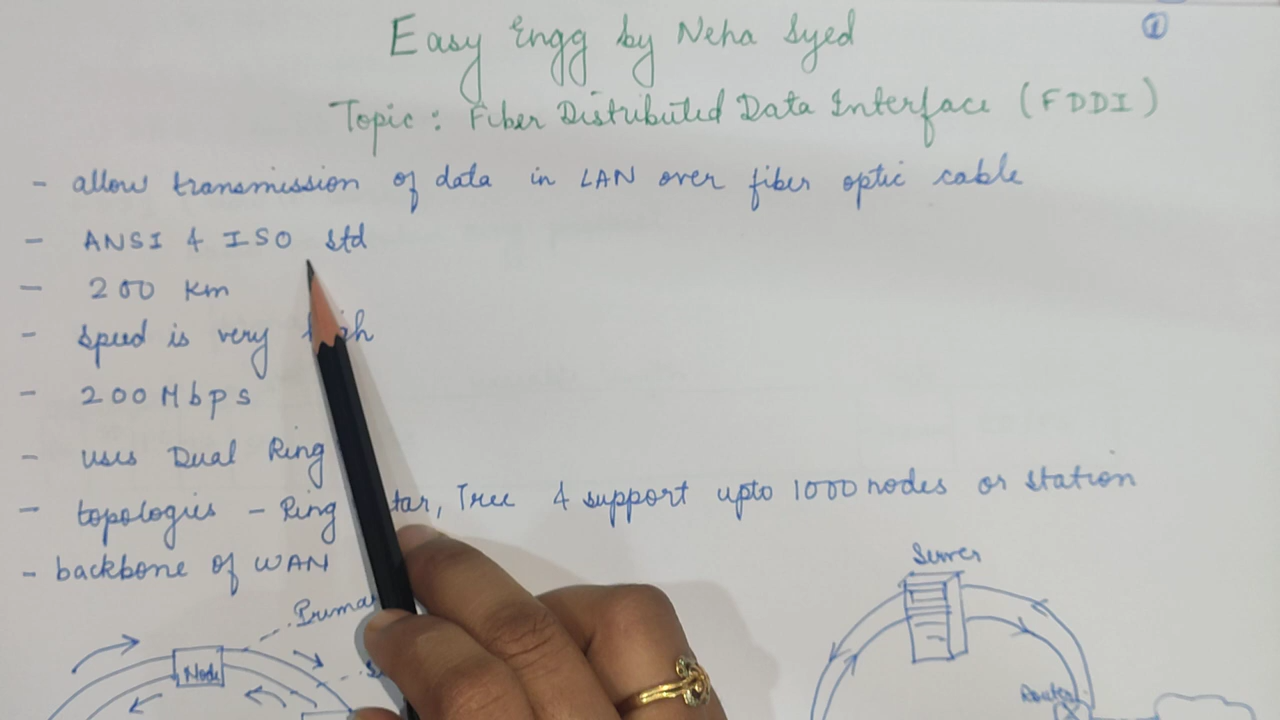 Easy Engg by Neha Syed
①
Topic: Fiber Distributed Data Interface (FDDI)
- allow transmission of data in LAN over fiber optic cable
- ANSI & ISO std
- 200 Km
- speed is very
- 200 Mbps
- uses Dual Ring
- topologies - Ring Tree & support upto 1000 nodes or station
- backbone of WAN
Server
Node
Router